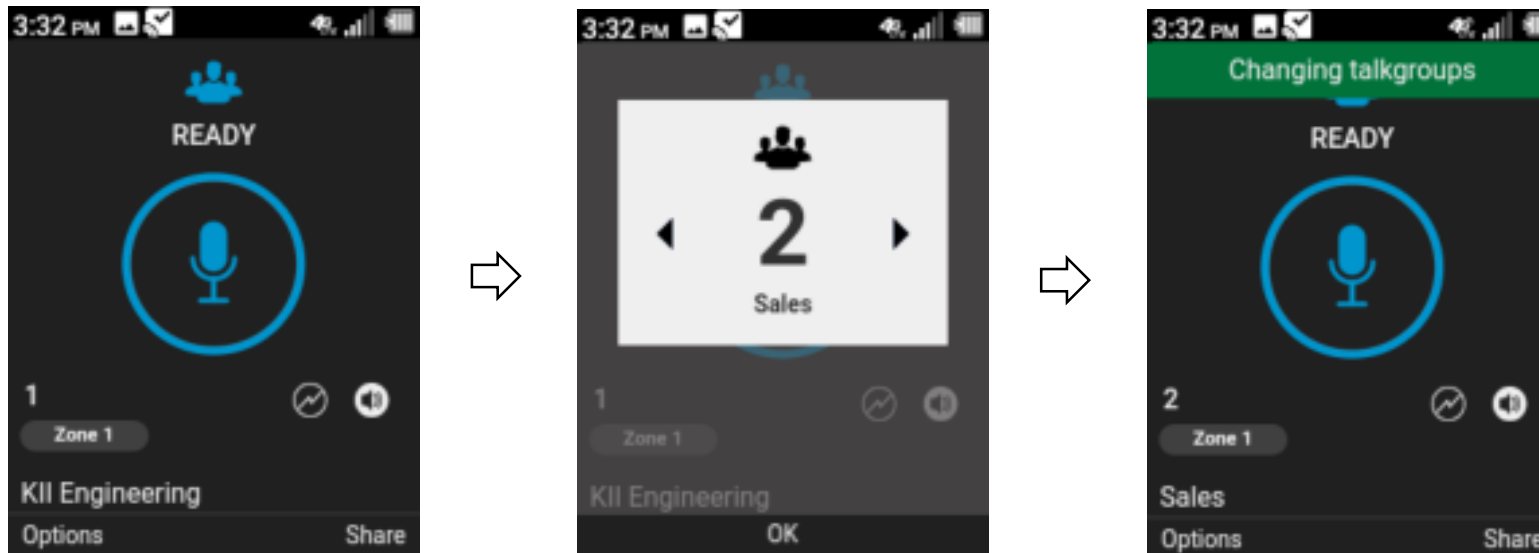 3:32 PM
READY
1
Zone 1
KII Engineering
Options Share
3:32 PM
2
Sales
1
Zone 1
KII Engineering
OK
3:32 PM
Changing talkgroups
READY
2
Zone 1
Sales
Options Share